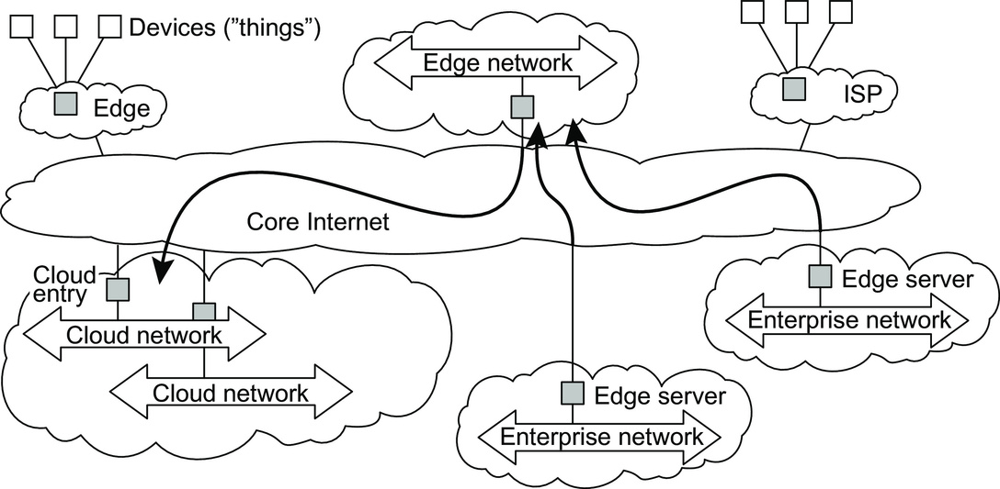 Devices (”things”)
Edge
Edge network
ISP
Core Internet
Cloud
entry
Cloud network
Cloud network
Edge server
Enterprise network
Edge server
Enterprise network